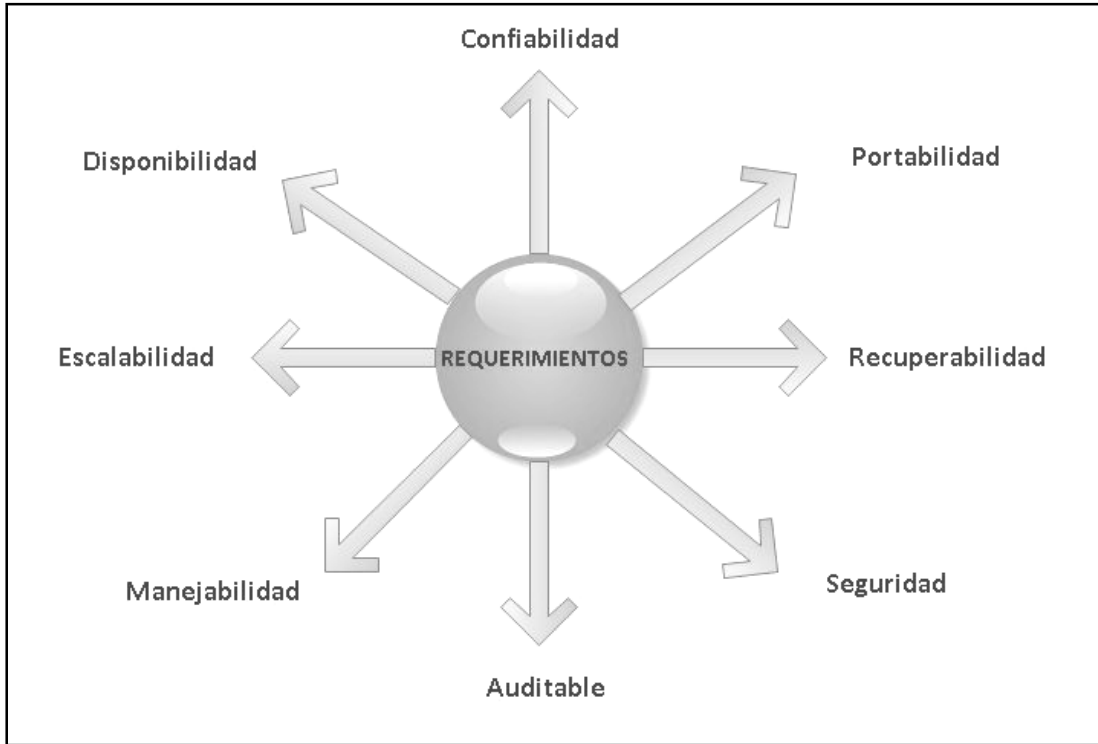 Confiabilidad
Disponibilidad
Portabilidad
Escalabilidad
REQUERIMIENTOS
Recuperabilidad
Manejabilidad
Seguridad
Auditable